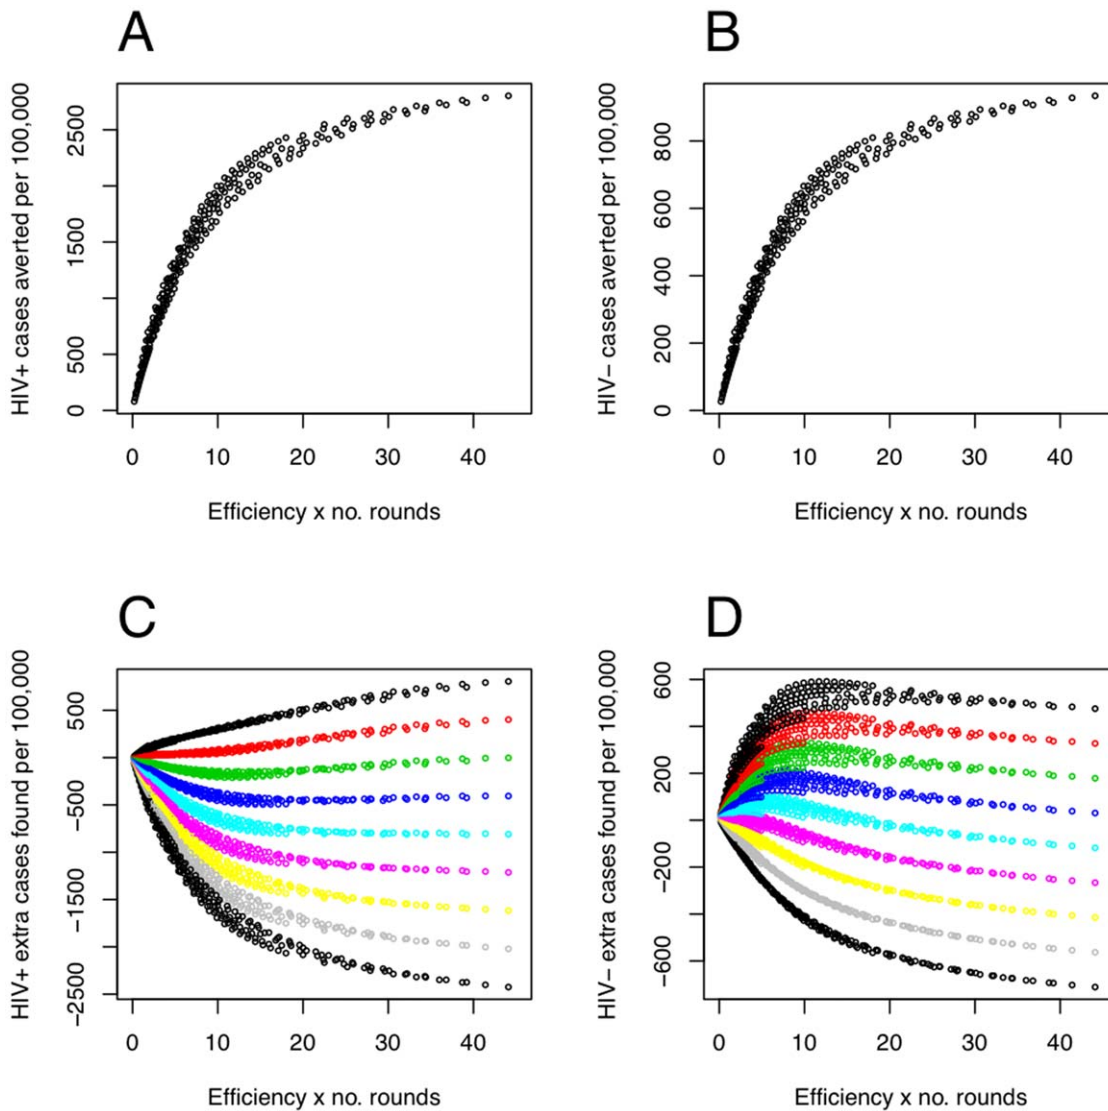 A
HIV+ cases averted per 100,000
2500
1500
500
0
0 10 20 30 40
Efficiency x no. rounds
B
HIV− cases averted per 100,000
800
600
400
200
0
0 10 20 30 40
Efficiency x no. rounds
C
HIV+ extra cases found per 100,000
500
−500
−1500
−2500
0 10 20 30 40
Efficiency x no. rounds
D
HIV− extra cases found per 100,000
600
200
−200
−600
0 10 20 30 40
Efficiency x no. rounds